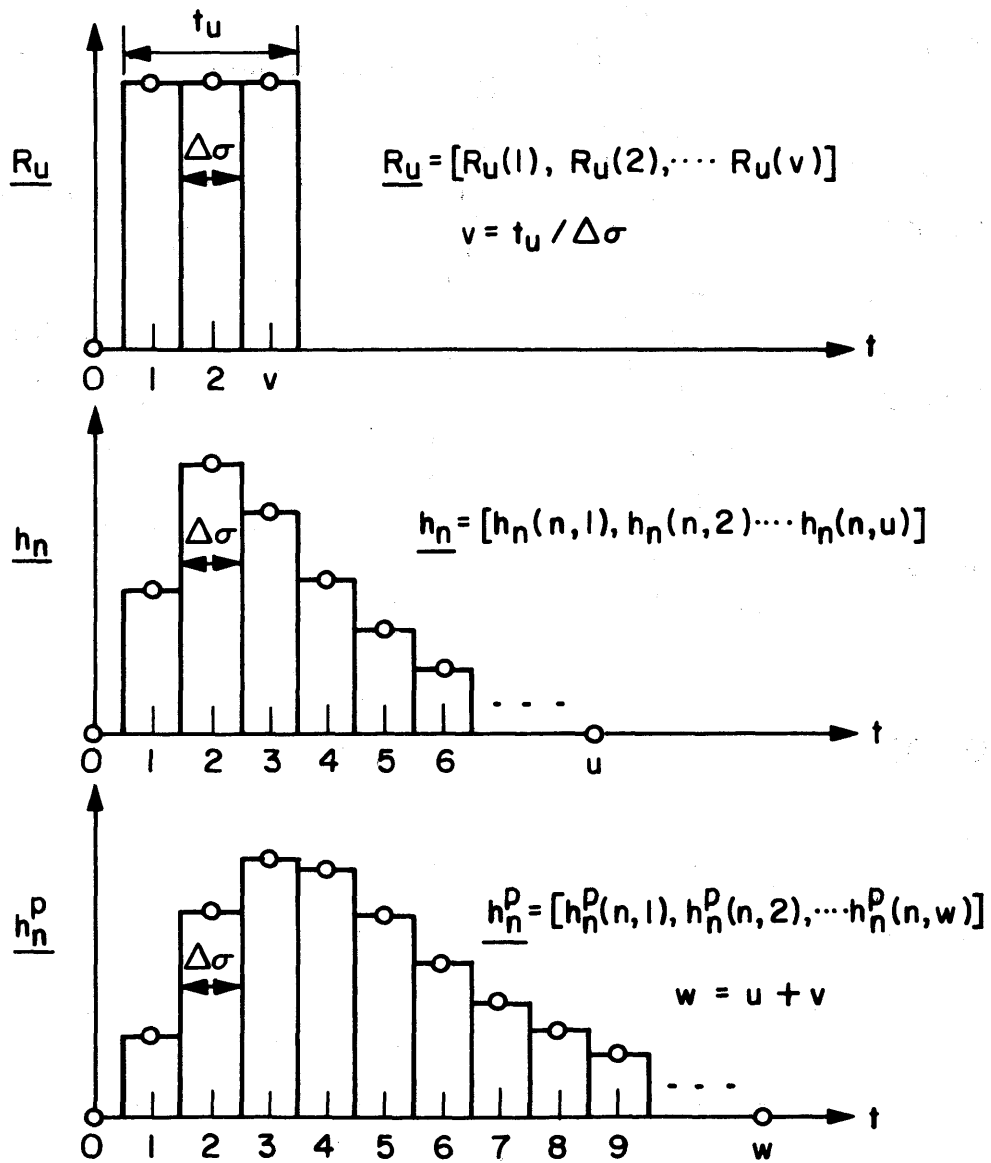 t_u
R_u
Δσ
R_u = [R_u(1), R_u(2),···· R_u(v)]
v = t_u / Δσ
t
0 1 2 v
h_n
Δσ
h_n = [h_n(n,1), h_n(n,2)···· h_n(n,u)]
- - -
t
0 1 2 3 4 5 6 u
h_n^p
Δσ
h_n^p = [h_n^p(n,1), h_n^p(n,2),····h_n^p(n,w)]
w = u + v
- - -
t
0 1 2 3 4 5 6 7 8 9 w